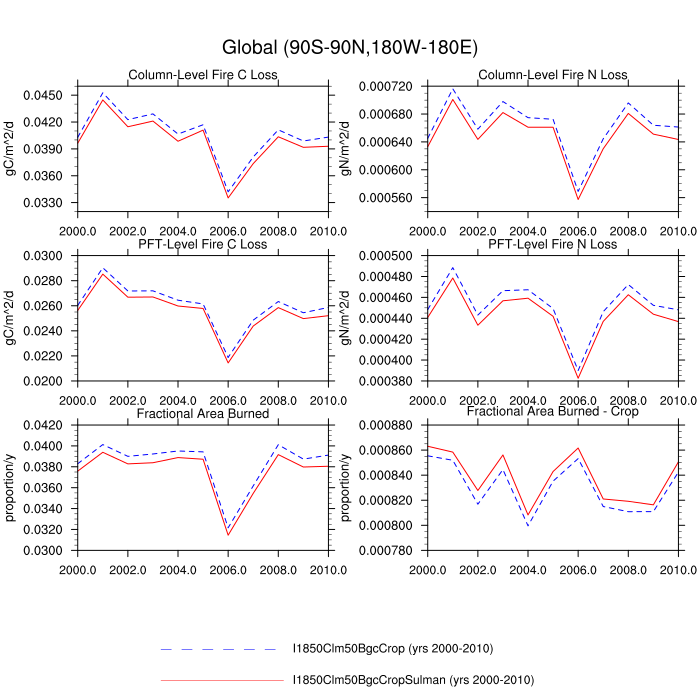 Global (90S-90N,180W-180E)
Column-Level Fire C Loss
gC/m^2/d
0.0450
0.0420
0.0390
0.0360
0.0330
2000.0 2002.0 2004.0 2006.0 2008.0 2010.0
Column-Level Fire N Loss
gN/m^2/d
0.000720
0.000680
0.000640
0.000600
0.000560
2000.0 2002.0 2004.0 2006.0 2008.0 2010.0
PFT-Level Fire C Loss
gC/m^2/d
0.0300
0.0280
0.0260
0.0240
0.0220
0.0200
2000.0 2002.0 2004.0 2006.0 2008.0 2010.0
PFT-Level Fire N Loss
gN/m^2/d
0.000500
0.000480
0.000460
0.000440
0.000420
0.000400
0.000380
2000.0 2002.0 2004.0 2006.0 2008.0 2010.0
Fractional Area Burned
proportion/y
0.0420
0.0400
0.0380
0.0360
0.0340
0.0320
0.0300
2000.0 2002.0 2004.0 2006.0 2008.0 2010.0
Fractional Area Burned - Crop
proportion/y
0.000880
0.000860
0.000840
0.000820
0.000800
0.000780
2000.0 2002.0 2004.0 2006.0 2008.0 2010.0
I1850Clm50BgcCrop (yrs 2000-2010)
I1850Clm50BgcCropSulman (yrs 2000-2010)